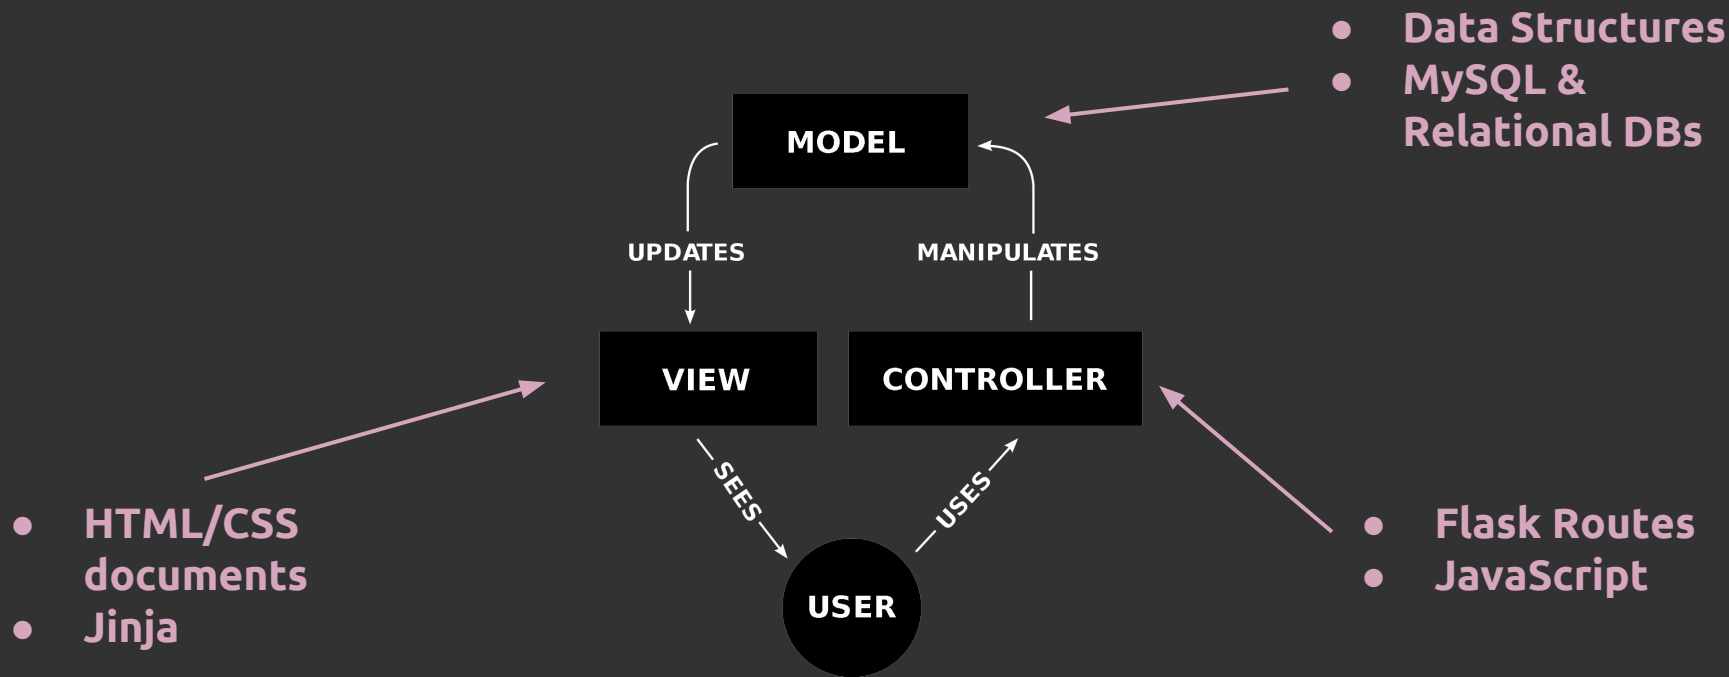 ● Data Structures
● MySQL &
Relational DBs
MODEL
UPDATES
MANIPULATES
VIEW
CONTROLLER
SEES
USES
● HTML/CSS
documents
● Jinja
● Flask Routes
● JavaScript
USER